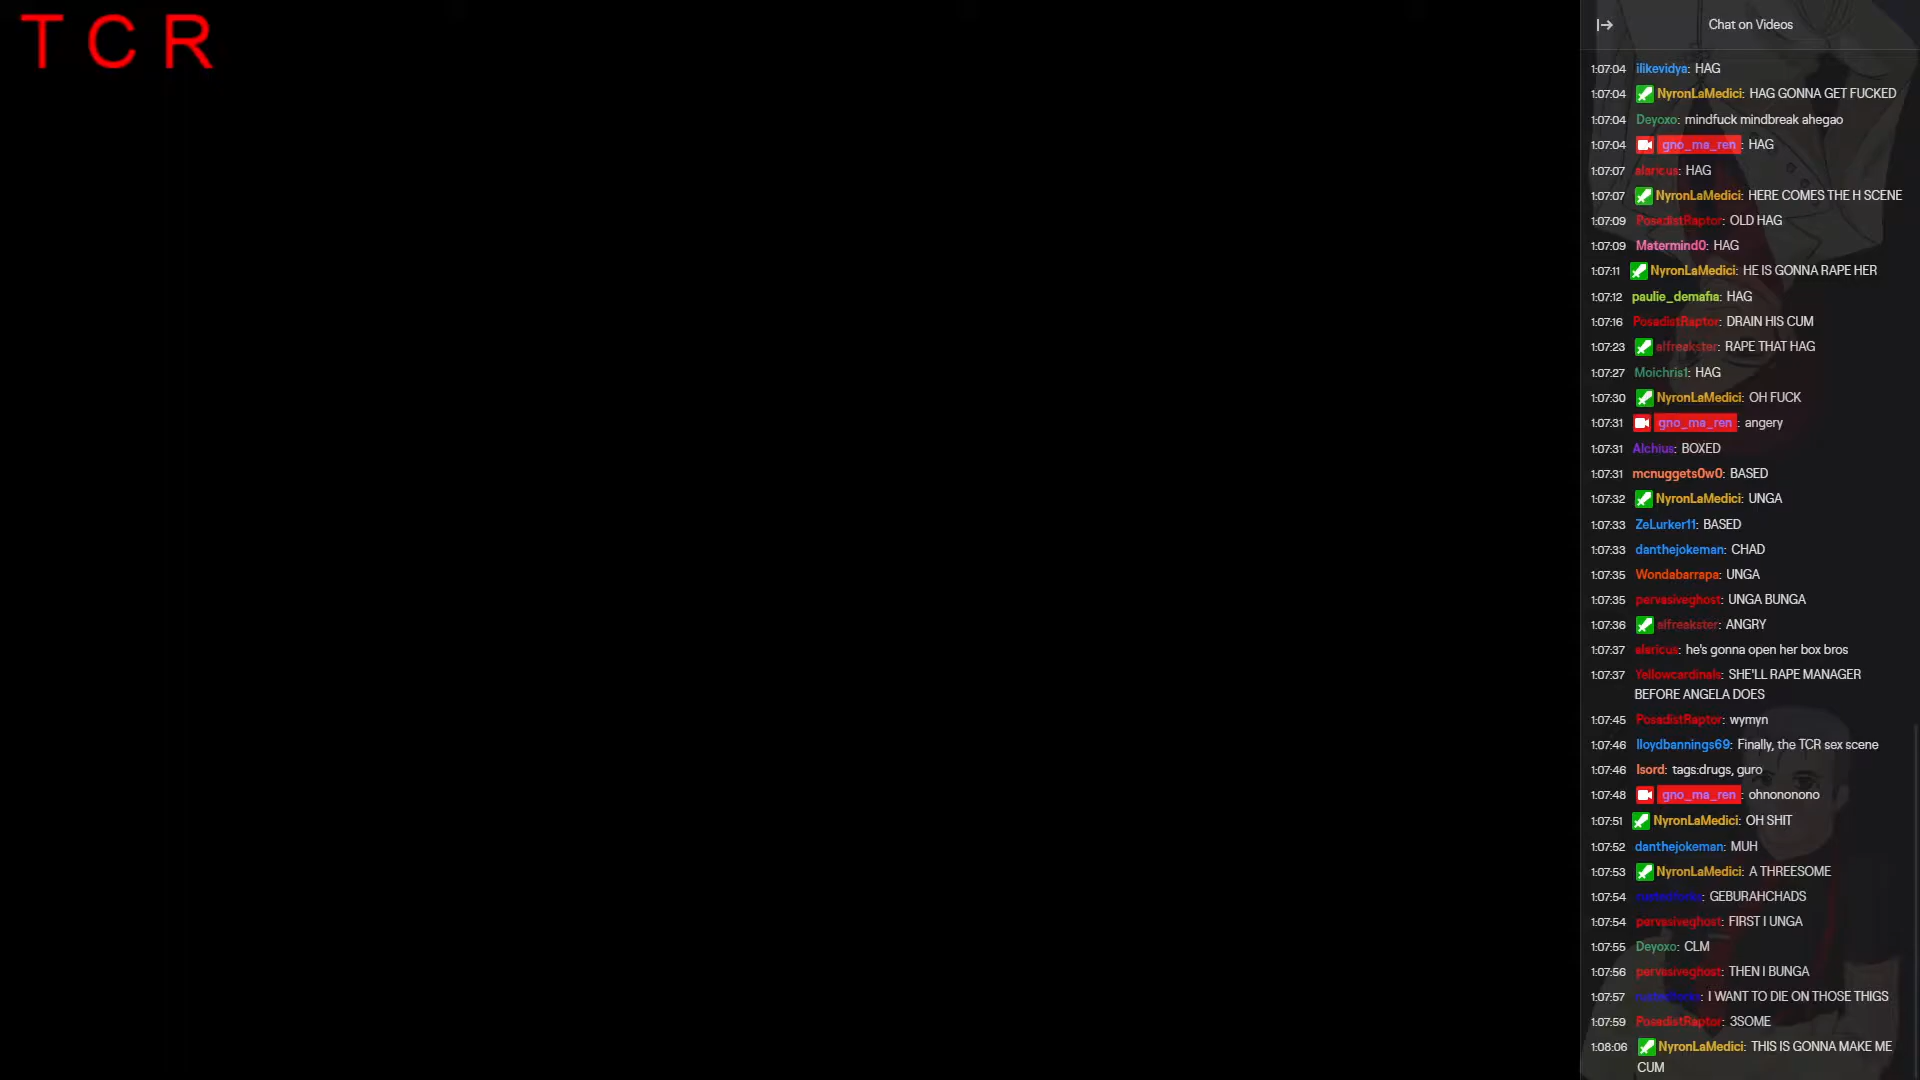 T C R
Chat on Videos
1:07:04 ilikevidya: HAG
1:07:04 NyronLaMedici: HAG GONNA GET FUCKED
1:07:04 Deyoxo: mindfuck mindbreak ahegao
1:07:04 gno_ma_ren : HAG
1:07:07 alaricus: HAG
1:07:07 NyronLaMedici: HERE COMES THE H SCENE
1:07:09 PosadistRaptor: OLD HAG
1:07:09 Matermind0: HAG
1:07:11 NyronLaMedici: HE IS GONNA RAPE HER
1:07:12 paulie_demafia: HAG
1:07:16 PosadistRaptor: DRAIN HIS CUM
1:07:23 alfreakster: RAPE THAT HAG
1:07:27 Moichris1: HAG
1:07:30 NyronLaMedici: OH FUCK
1:07:31 gno_ma_ren : angery
1:07:31 Alchius: BOXED
1:07:31 mcnuggets0w0: BASED
1:07:32 NyronLaMedici: UNGA
1:07:33 ZeLurker11: BASED
1:07:33 danthejokeman: CHAD
1:07:35 Wondabarrapa: UNGA
1:07:35 pervasiveghost: UNGA BUNGA
1:07:36 alfreakster: ANGRY
1:07:37 alaricus: he's gonna open her box bros
1:07:37 Yellowcardinals: SHE'LL RAPE MANAGER
BEFORE ANGELA DOES
1:07:45 PosadistRaptor: wymyn
1:07:46 lloydbannings69: Finally, the TCR sex scene
1:07:46 lsord: tags:drugs, guro
1:07:48 gno_ma_ren : ohnononono
1:07:51 NyronLaMedici: OH SHIT
1:07:52 danthejokeman: MUH
1:07:53 NyronLaMedici: A THREESOME
1:07:54 : GEBURAHCHADS
1:07:54 pervasiveghost: FIRST I UNGA
1:07:55 Deyoxo: CLM
1:07:56 pervasiveghost: THEN I BUNGA
1:07:57 : I WANT TO DIE ON THOSE THIGS
1:07:59 PosadistRaptor: 3SOME
1:08:06 NyronLaMedici: THIS IS GONNA MAKE ME
CUM